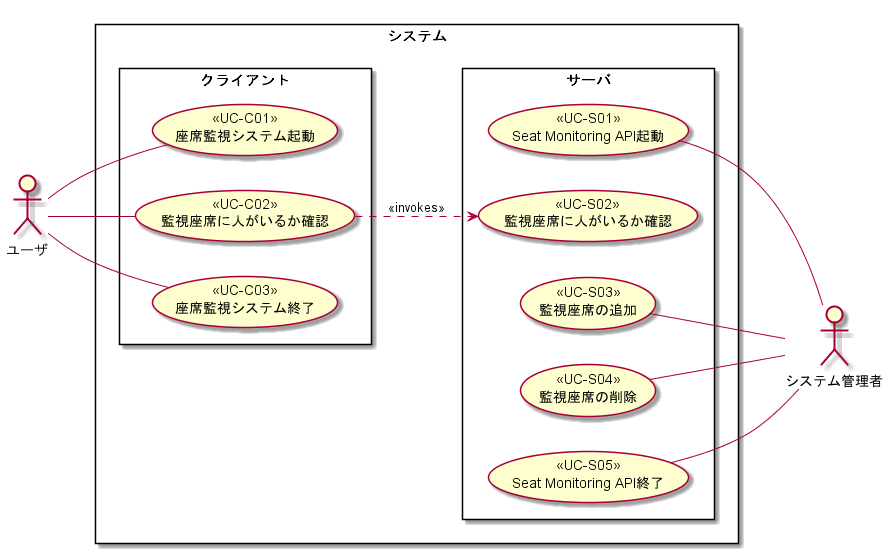 システム
クライアント
«UC-C01»
座席監視システム起動
«UC-C02»
監視座席に人がいるか確認
«UC-C03»
座席監視システム終了
ユーザ
«invokes»
サーバ
«UC-S01»
Seat Monitoring API起動
«UC-S02»
監視座席に人がいるか確認
«UC-S03»
監視座席の追加
«UC-S04»
監視座席の削除
«UC-S05»
Seat Monitoring API終了
システム管理者